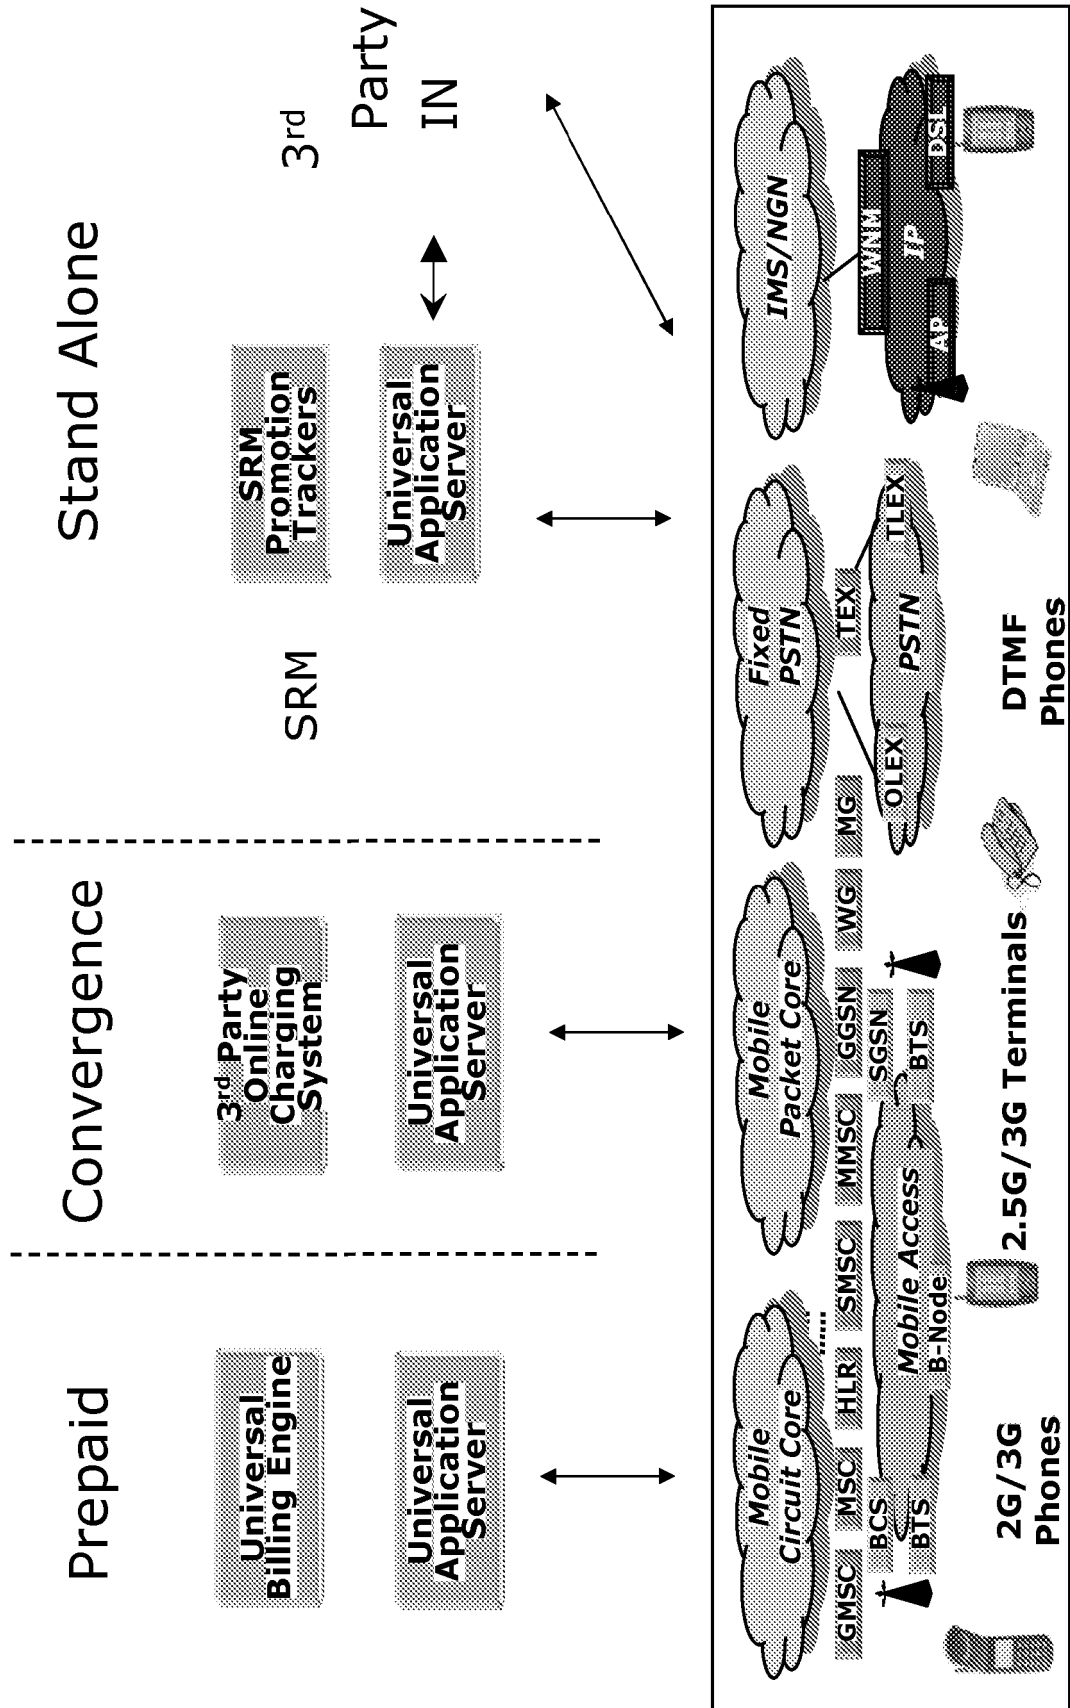 Prepaid
Convergence
Stand Alone
Universal
Billing Engine
3rd Party
Online
Charging
System
SRM
SRM
Promotion
Trackers
3rd
Party
IN
Universal
Application
Server
Universal
Application
Server
Universal
Application
Server
Mobile
Circuit Core
Mobile
Packet Core
Fixed
PSTN
IMS/NGN
GMSC
MSC
HLR
SMSC
MMSC
GGSN
WG
MG
TEX
WNM
BCS
BTS
Mobile Access
B-Node
SGSN
BTS
OLEX
PSTN
TLEX
AP
IP
DSL
2G/3G
Phones
2.5G/3G Terminals
DTMF
Phones